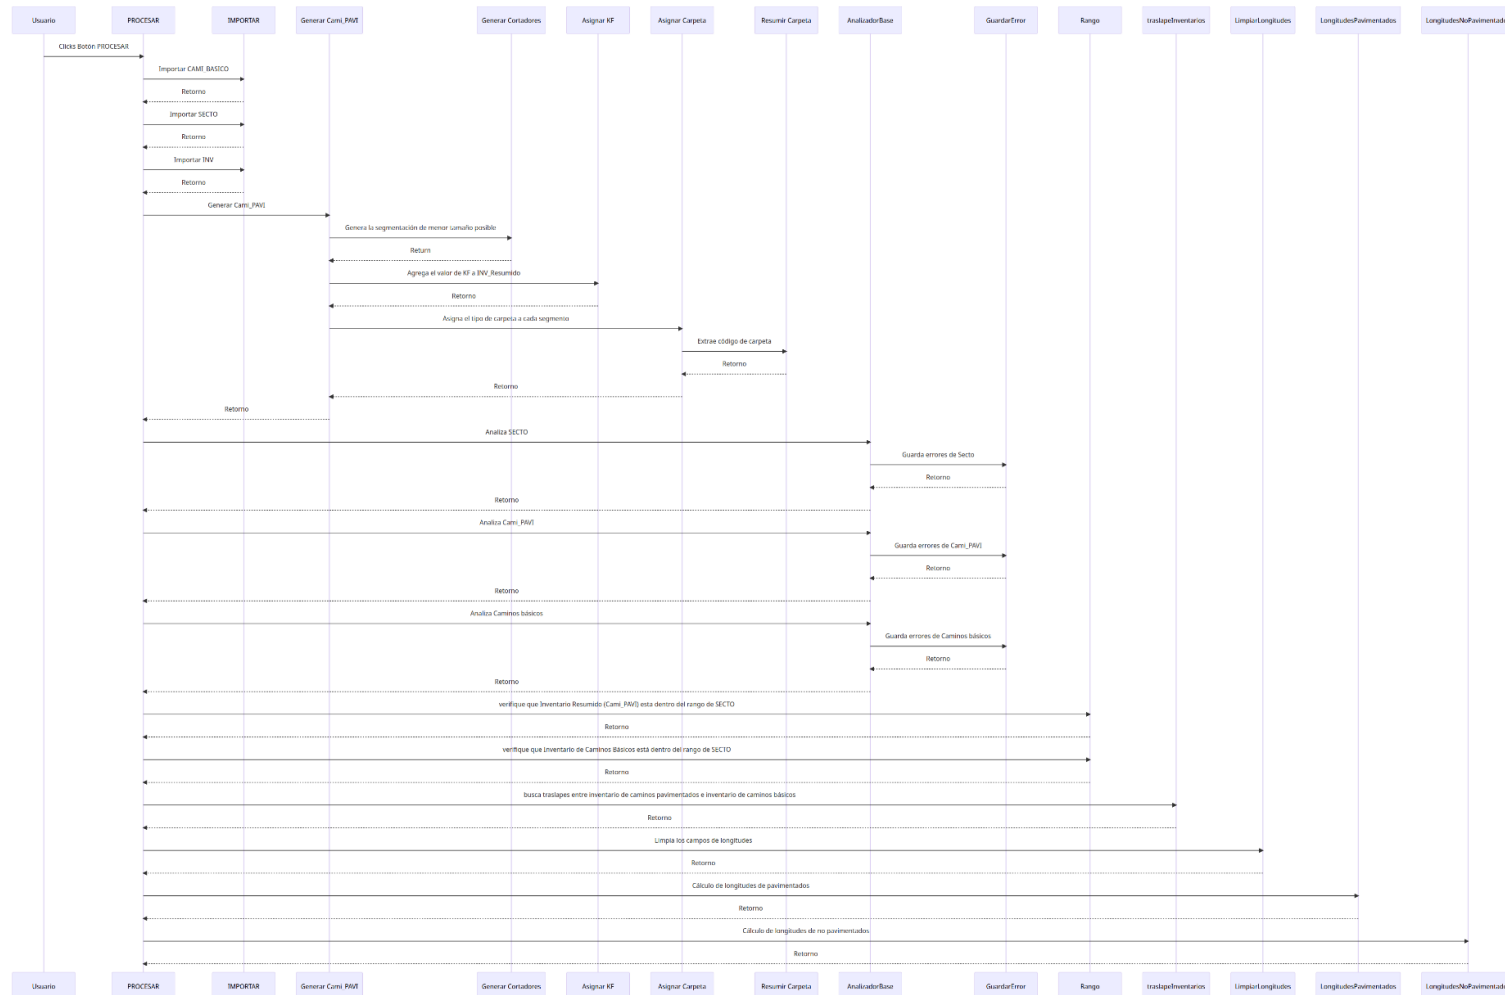 Usuario
PROCESAR
IMPORTAR
Generar Cami_PAVI
Generar Cortadores
Asignar KF
Asignar Carpeta
Resumir Carpeta
AnalizadorBase
GuardarError
Rango
traslapeInventarios
LimpiarLongitudes
LongitudesPavimentados
LongitudesNoPavimentad
Clicks Botón PROCESAR
Importar CAMI_BASICO
Retorno
Importar SECTO
Retorno
Importar INV
Retorno
Generar Cami_PAVI
Genera la segmentación de menor tamaño posible
Return
Agrega el valor de KF a INV_Resumido
Retorno
Asigna el tipo de carpeta a cada segmento
Extrae código de carpeta
Retorno
Retorno
Retorno
Analiza SECTO
Guarda errores de Secto
Retorno
Retorno
Analiza Cami_PAVI
Guarda errores de Cami_PAVI
Retorno
Retorno
Analiza Caminos básicos
Guarda errores de Caminos básicos
Retorno
Retorno
verifique que Inventario Resumido (Cami_PAVI) esta dentro del rango de SECTO
Retorno
verifique que Inventario de Caminos Básicos está dentro del rango de SECTO
Retorno
busca traslapes entre inventario de caminos pavimentados e inventario de caminos básicos
Retorno
Limpia los campos de longitudes
Retorno
Cálculo de longitudes de pavimentados
Retorno
Cálculo de longitudes de no pavimentados
Retorno
Usuario
PROCESAR
IMPORTAR
Generar Cami_PAVI
Generar Cortadores
Asignar KF
Asignar Carpeta
Resumir Carpeta
AnalizadorBase
GuardarError
Rango
traslapeInventarios
LimpiarLongitudes
LongitudesPavimentados
LongitudesNoPavimentad